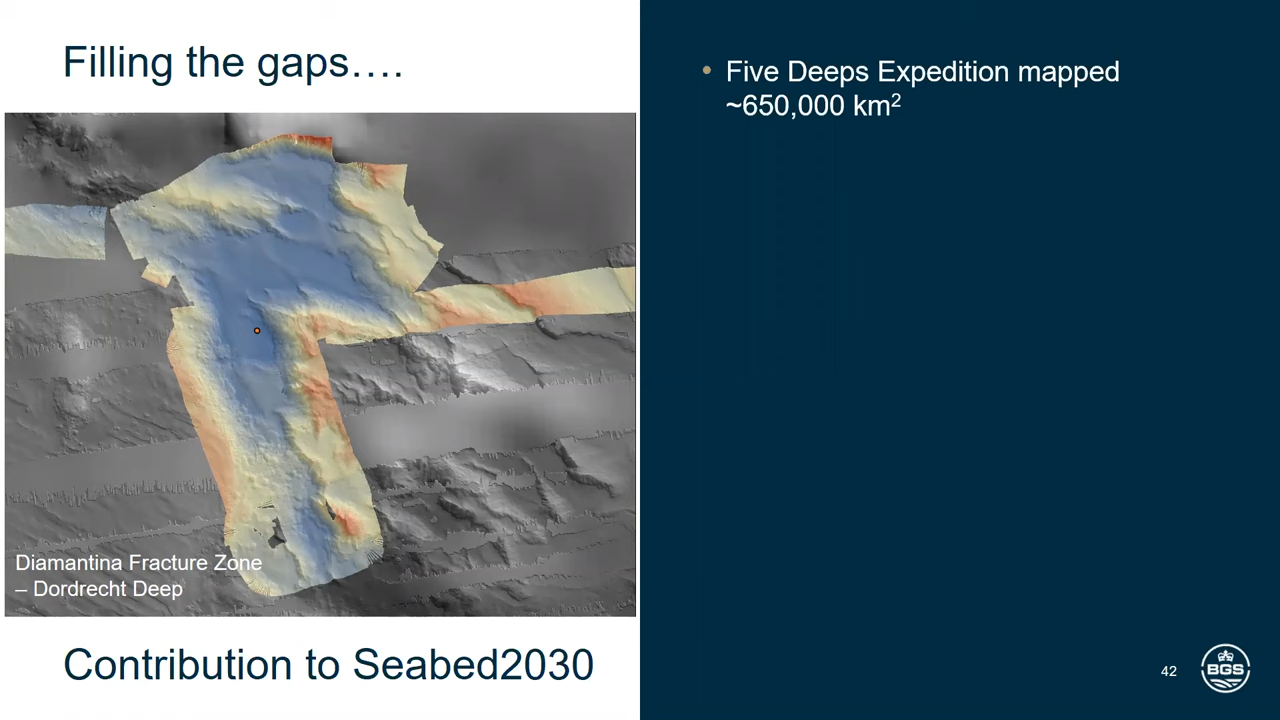 Filling the gaps….
Diamantina Fracture Zone
– Dordrecht Deep
Contribution to Seabed2030
• Five Deeps Expedition mapped
~650,000 km²
42
BGS